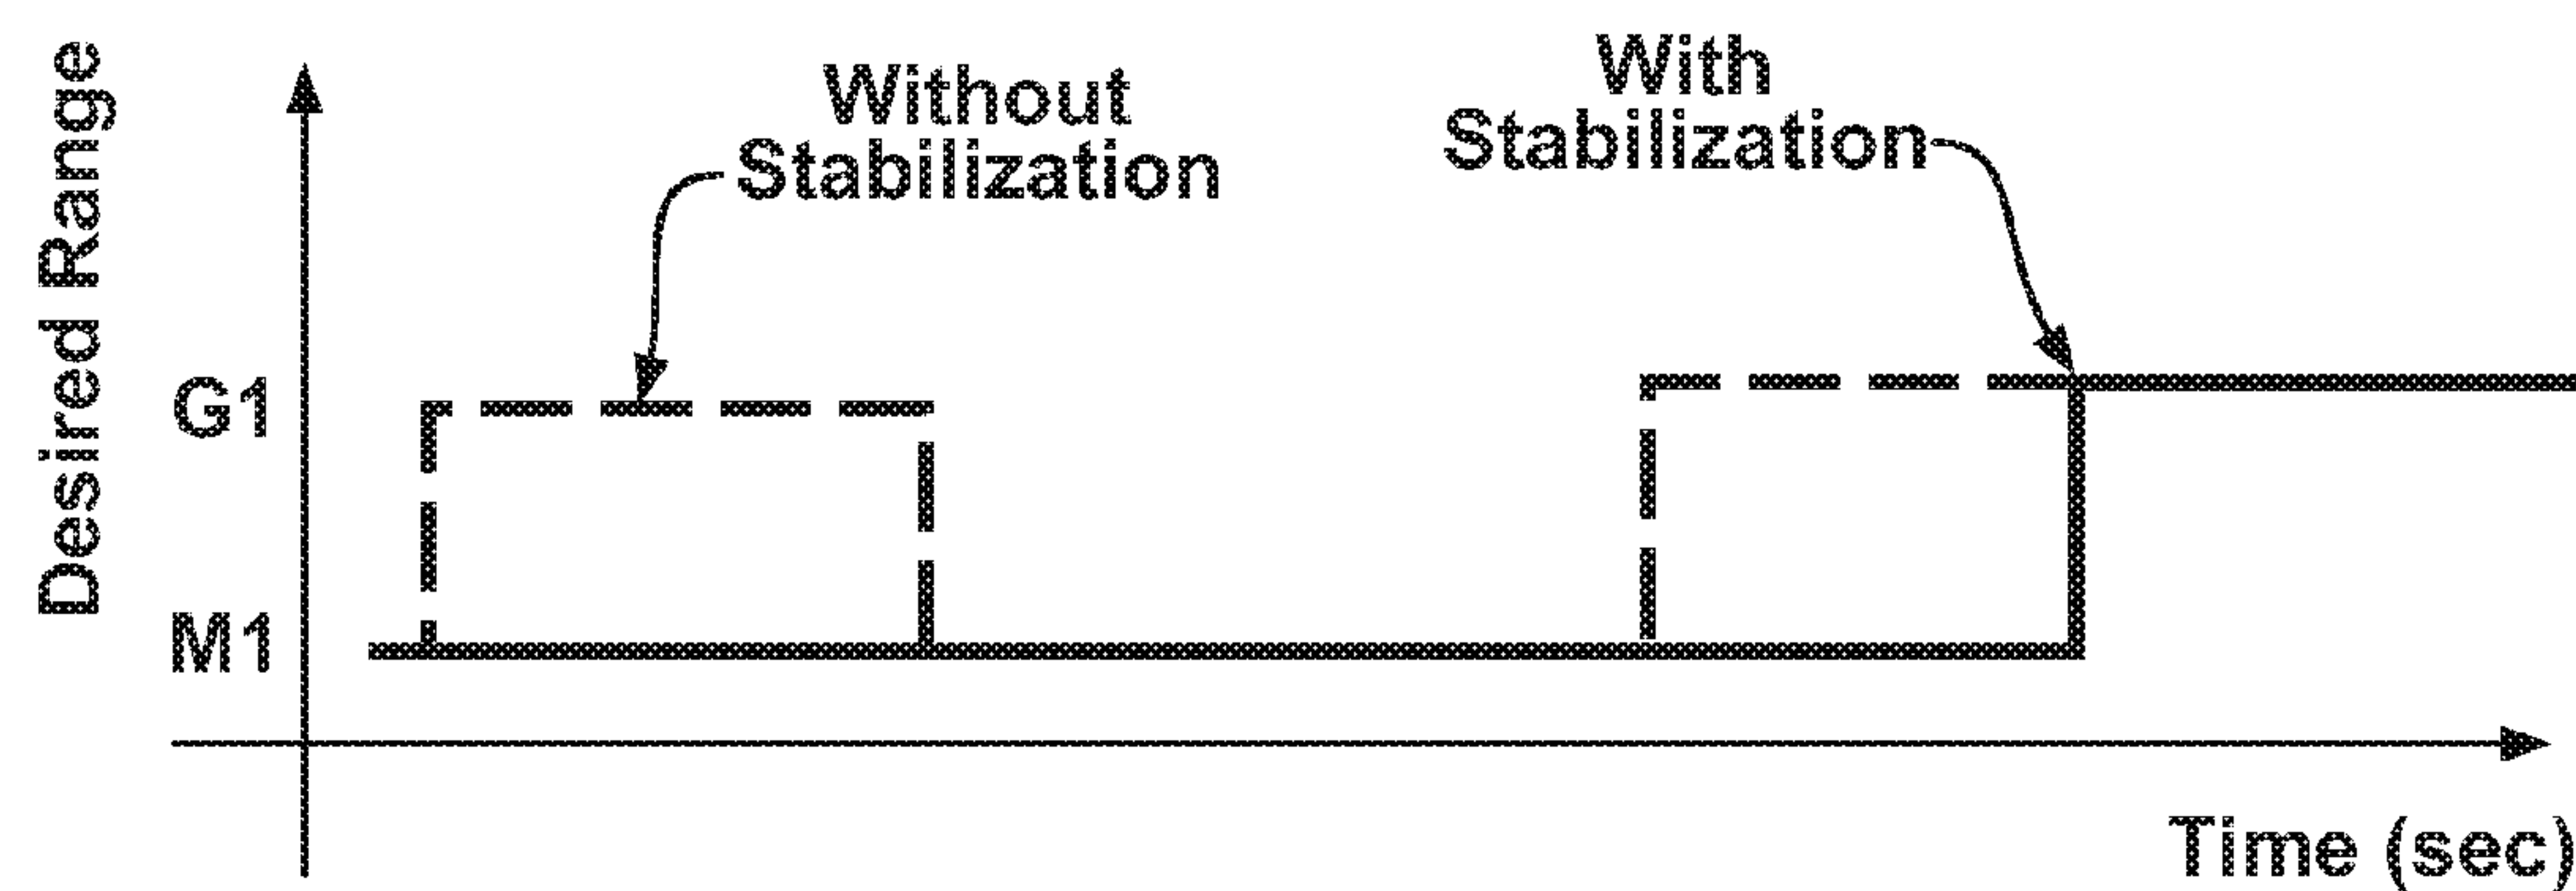 Desired Range
Without
Stabilization
With
Stabilization
G1
M1
Time (sec)